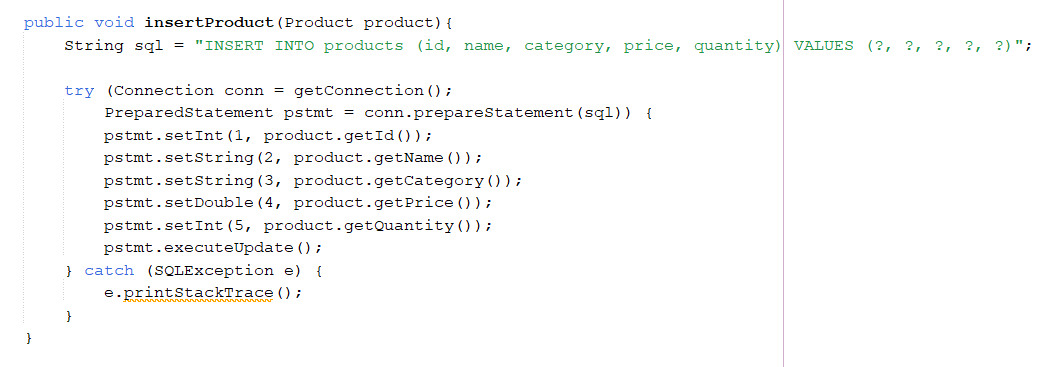 public void insertProduct(Product product){
String sql = "INSERT INTO products (id, name, category, price, quantity) VALUES (?, ?, ?, ?, ?)";
try (Connection conn = getConnection();
PreparedStatement pstmt = conn.prepareStatement(sql)) {
pstmt.setInt(1, product.getId());
pstmt.setString(2, product.getName());
pstmt.setString(3, product.getCategory());
pstmt.setDouble(4, product.getPrice());
pstmt.setInt(5, product.getQuantity());
pstmt.executeUpdate();
} catch (SQLException e) {
e.printStackTrace();
}
}